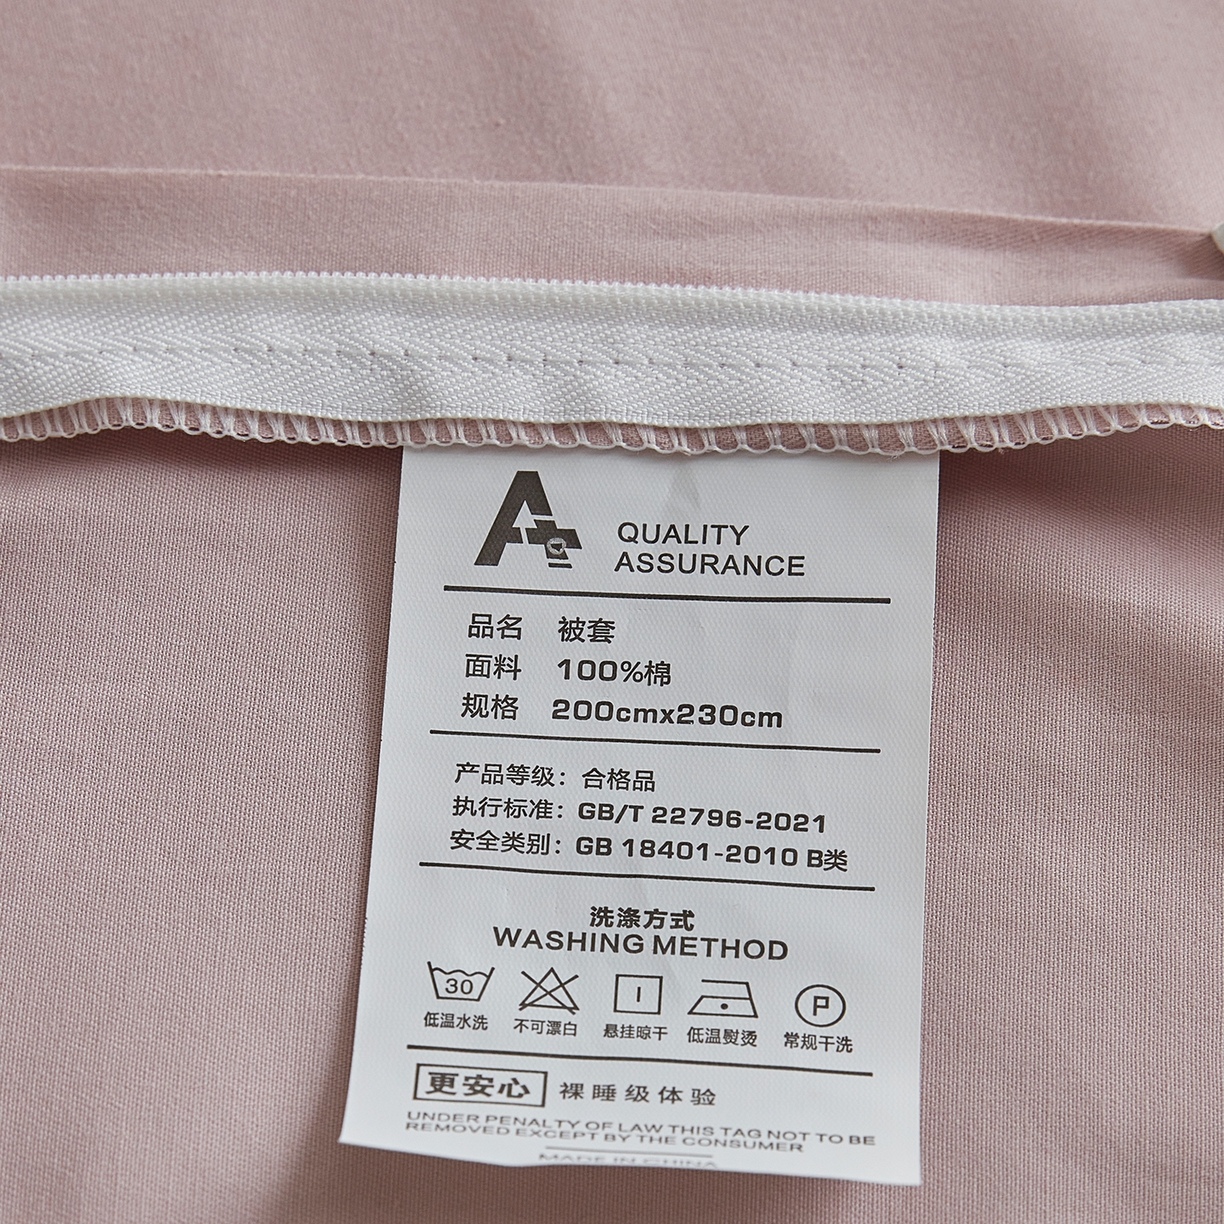 A+
QUALITY
ASSURANCE
品名 被套
面料 100%棉
规格 200cmx230cm
产品等级：合格品
执行标准：GB/T 22796-2021
安全类别：GB 18401-2010 B类
洗涤方式
WASHING METHOD
30 P
低温水洗 不可漂白 悬挂晾干 低温熨烫 常规干洗
更安心 裸睡级体验
UNDER PENALTY OF LAW THIS TAG NOT TO BE
REMOVED EXCEPT BY THE CONSUMER
MADE IN CHINA